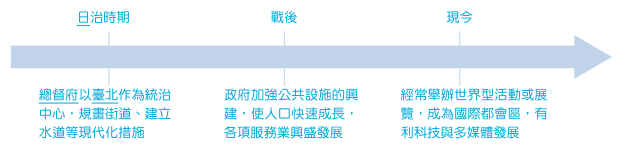 日治時期
戰後
現今
總督府以臺北作為統治
中心，規畫街道、建立
水道等現代化措施
政府加強公共設施的興
建，使人口快速成長，
各項服務業興盛發展
經常舉辦世界型活動或展
覽，成為國際都會區，有
利科技與多媒體發展